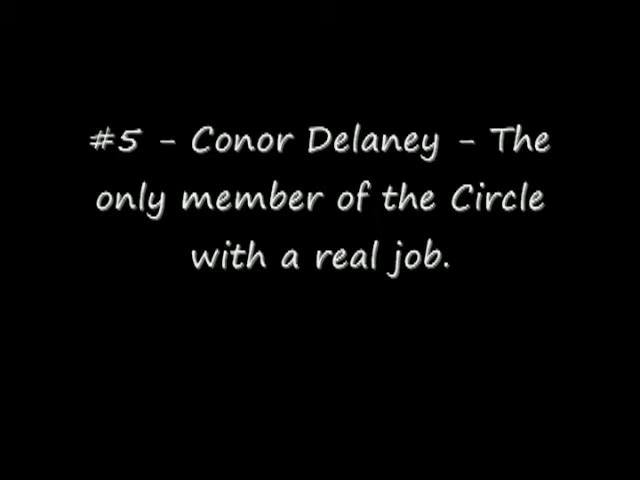 #5 - Conor Delaney - The
only member of the Circle
with a real job.